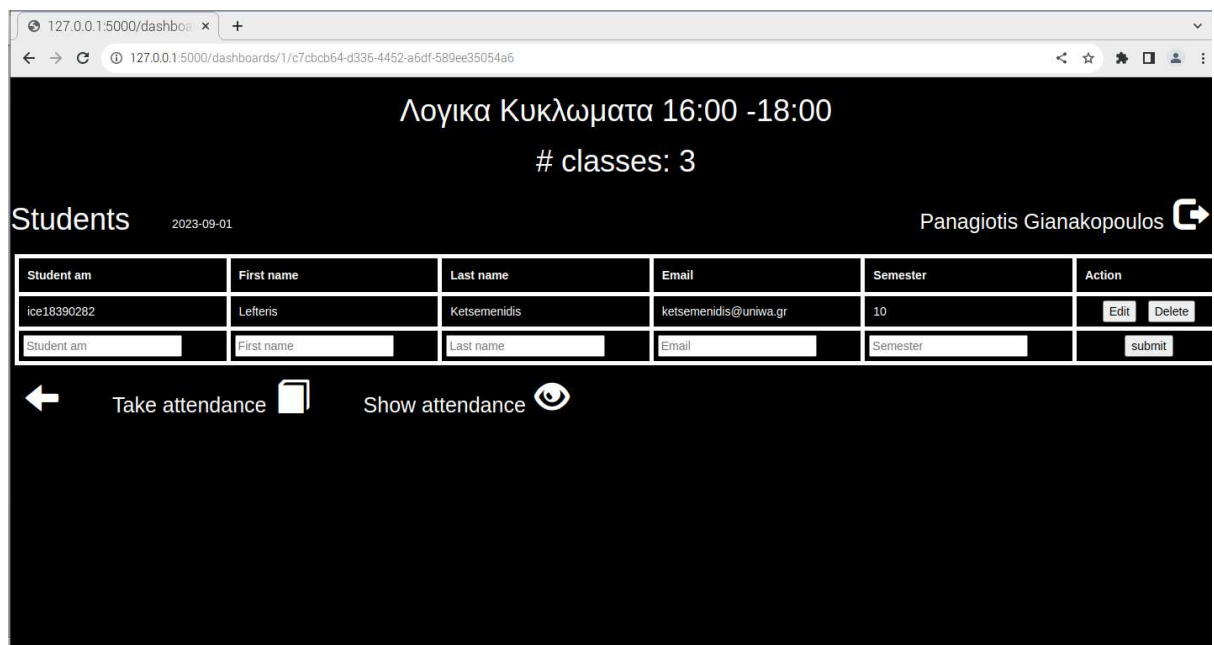 127.0.0.1:5000/dashboa
127.0.0.1:5000/dashboards/1/c7cbcb64-d336-4452-a6df-589ee35054a6
Λογικα Κυκλωματα 16:00 -18:00
# classes: 3
Students 2023-09-01 Panagiotis Gianakopoulos
Student am First name Last name Email Semester Action
ice18390282 Lefteris Ketsemenidis ketsemenidis@uniwa.gr 10 Edit Delete
Student am First name Last name Email Semester submit
Take attendance Show attendance